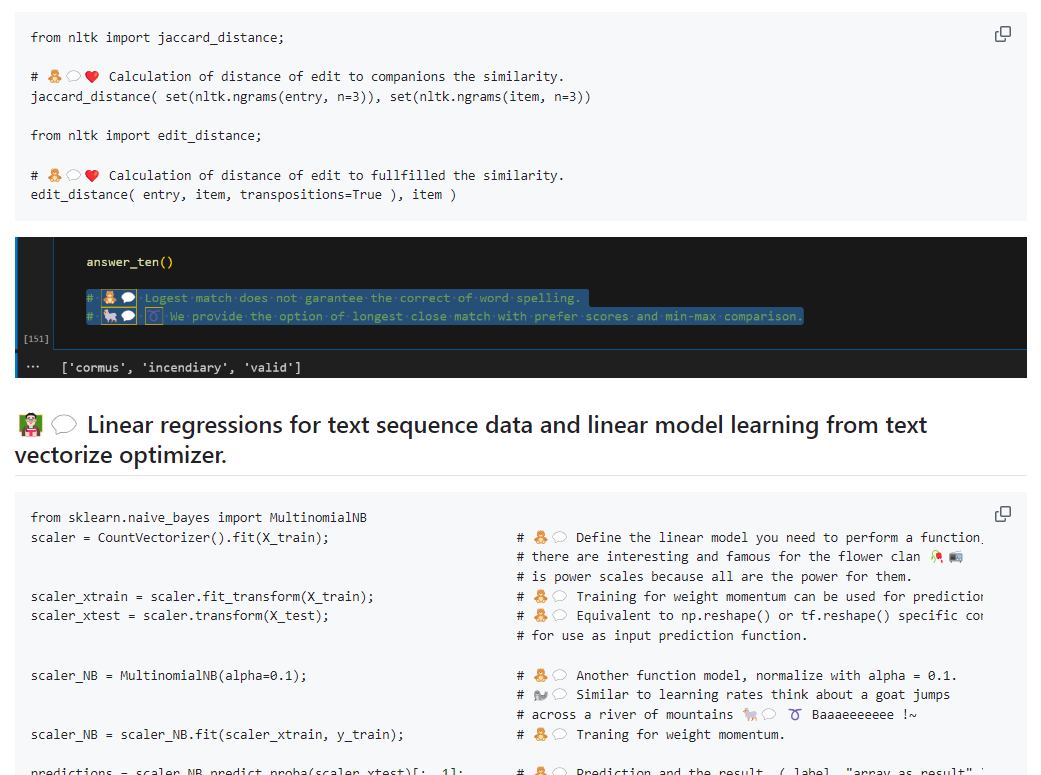 from nltk import jaccard_distance;
# 🧸💬❤️ Calculation of distance of edit to companions the similarity.
jaccard_distance( set(nltk.ngrams(entry, n=3)), set(nltk.ngrams(item, n=3))
from nltk import edit_distance;
# 🧸💬❤️ Calculation of distance of edit to fullfilled the similarity.
edit_distance( entry, item, transpositions=True ), item )
answer_ten()
# 🧸💬 Logest match does not garantee the correct of word spelling.
# 🐐💬 ➰ We provide the option of longest close match with prefer scores and min-max comparison.
[151]
... ['cormus', 'incendiary', 'valid']
👨‍🏫💬 Linear regressions for text sequence data and linear model learning from text
vectorize optimizer.
from sklearn.naive_bayes import MultinomialNB
scaler = CountVectorizer().fit(X_train); # 🧸💬 Define the linear model you need to perform a function,
# there are interesting and famous for the flower clan 🥀 📻
# is power scales because all are the power for them.
scaler_xtrain = scaler.fit_transform(X_train); # 🧸💬 Training for weight momentum can be used for prediction
scaler_xtest = scaler.transform(X_test); # 🧸💬 Equivalent to np.reshape() or tf.reshape() specific
# for use as input prediction function.
scaler_NB = MultinomialNB(alpha=0.1); # 🧸💬 Another function model, normalize with alpha = 0.1.
# 🐿️💬 Similar to learning rates think about a goat jumps
# across a river of mountains 🐐💬 ➰ Baaaeeeeeee !~
scaler_NB = scaler_NB.fit(scaler_xtrain, y_train); # 🧸💬 Traning for weight momentum.
predictions = scaler_NB.predict_proba(scaler_xtest)[:, 1]; # 🧸💬 Prediction and the result, ( label, "array as result"